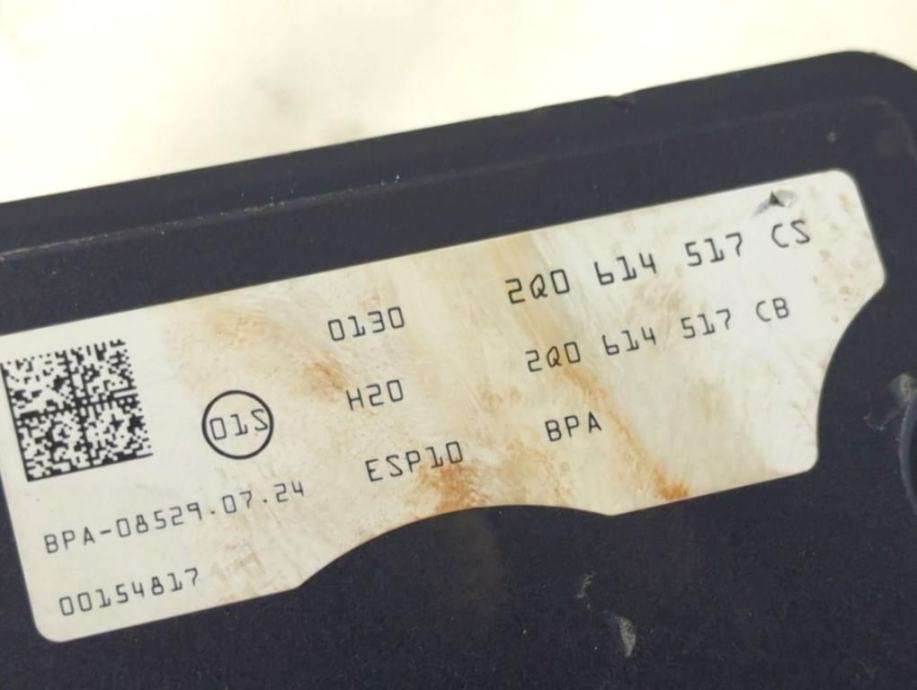 0130 2Q0 614 517 CS
H20 2Q0 614 517 CB
01S ESP10 BPA
BPA-08529.07.24
00154817